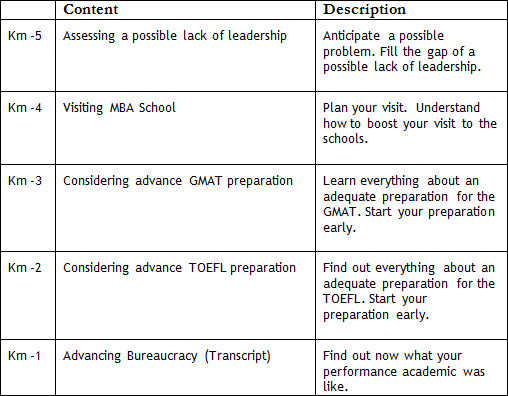 Content Description
Km -5 Assessing a possible lack of leadership Anticipate a possible
problem. Fill the gap of a
possible lack of leadership.
Km -4 Visiting MBA School Plan your visit. Understand
how to boost your visit to the
schools.
Km -3 Considering advance GMAT preparation Learn everything about an
adequate preparation for the
GMAT. Start your preparation
early.
Km -2 Considering advance TOEFL preparation Find out everything about an
adequate preparation for the
TOEFL. Start your
preparation early.
Km -1 Advancing Bureaucracy (Transcript) Find out now what your
performance academic was
like.